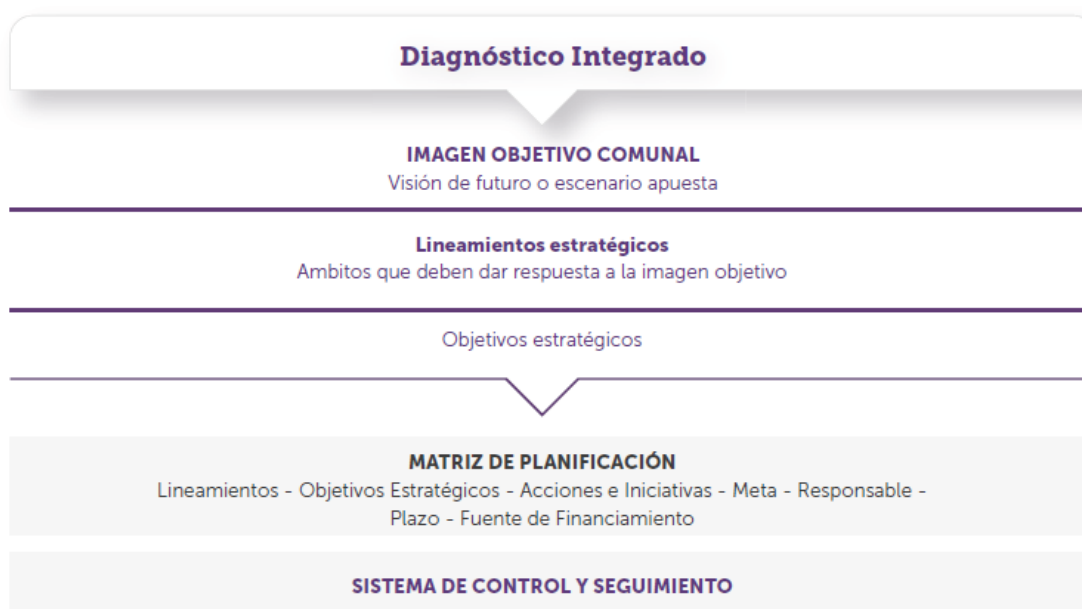 Diagnóstico Integrado
IMAGEN OBJETIVO COMUNAL
Visión de futuro o escenario apuesta
Lineamientos estratégicos
Ambitos que deben dar respuesta a la imagen objetivo
Objetivos estratégicos
MATRIZ DE PLANIFICACIÓN
Lineamientos - Objetivos Estratégicos - Acciones e Iniciativas - Meta - Responsable -
Plazo - Fuente de Financiamiento
SISTEMA DE CONTROL Y SEGUIMIENTO